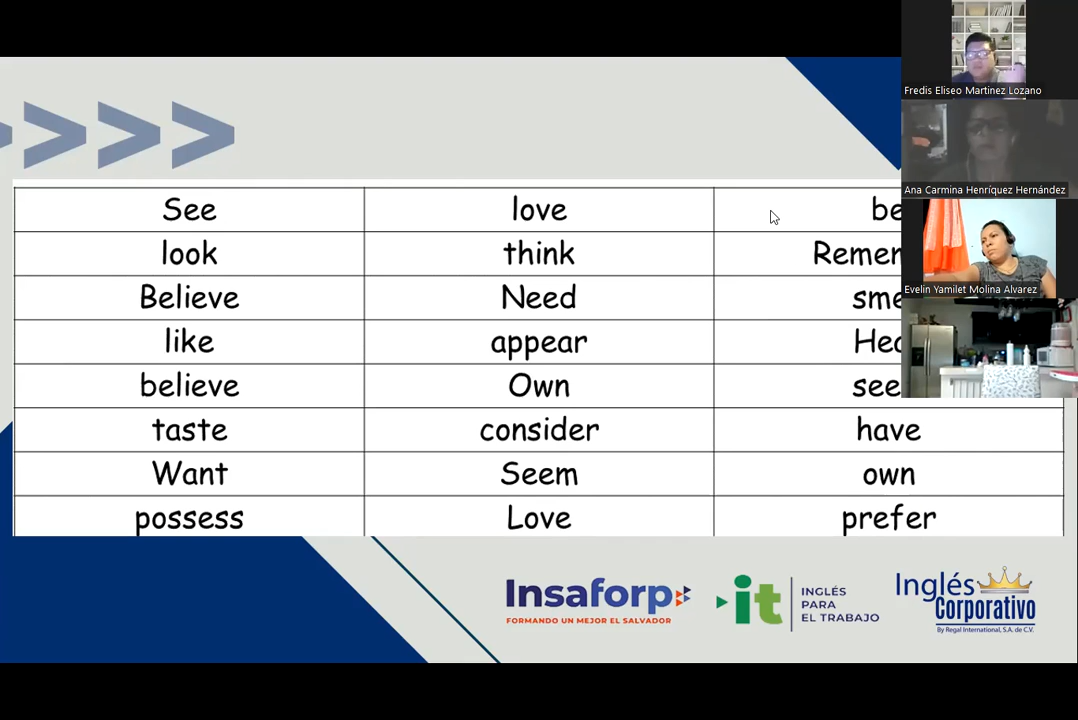 Fredis Eliseo Martinez Lozano
Ana Carmina Henríquez Hernández
Evelin Yamilet Molina Alvarez
See love be
look think
Believe Need
like appear
believe Own see
taste consider have
Want Seem own
possess Love prefer
Insaforp
FORMANDO UN MEJOR EL SALVADOR
it
INGLÉS
PARA
EL TRABAJO
Inglés
Corporativo
By Regal International, S.A. de C.V.